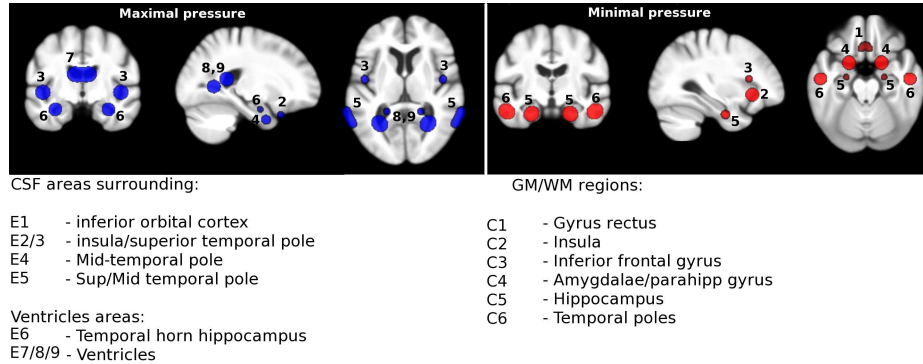 Maximal pressure
7
3
3
6
6
8,9
6
2
4
3
3
5
5
8,9
Minimal pressure
6
5
5
6
3
2
5
1
4
4
5
5
6
6
CSF areas surrounding:
E1 - inferior orbital cortex
E2/3 - insula/superior temporal pole
E4 - Mid-temporal pole
E5 - Sup/Mid temporal pole
Ventricles areas:
E6 - Temporal horn hippocampus
E7/8/9 - Ventricles
GM/WM regions:
C1 - Gyrus rectus
C2 - Insula
C3 - Inferior frontal gyrus
C4 - Amygdalae/parahipp gyrus
C5 - Hippocampus
C6 - Temporal poles